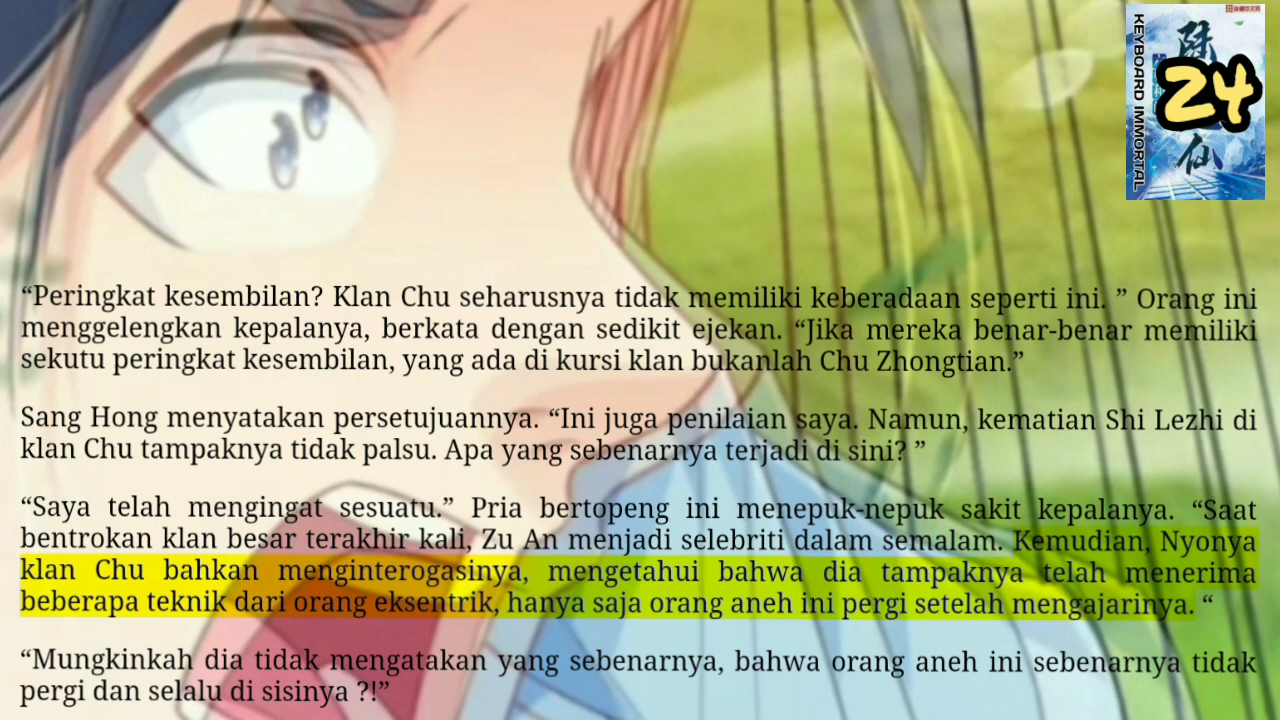 KEYBOARD IMMORTAL
24
仙
“Peringkat kesembilan? Klan Chu seharusnya tidak memiliki keberadaan seperti ini. ” Orang ini
menggelengkan kepalanya, berkata dengan sedikit ejekan. “Jika mereka benar-benar memiliki
sekutu peringkat kesembilan, yang ada di kursi klan bukanlah Chu Zhongtian.”
Sang Hong menyatakan persetujuannya. “Ini juga penilaian saya. Namun, kematian Shi Lezhi di
klan Chu tampaknya tidak palsu. Apa yang sebenarnya terjadi di sini? ”
“Saya telah mengingat sesuatu.” Pria bertopeng ini menepuk-nepuk sakit kepalanya. “Saat
bentrokan klan besar terakhir kali, Zu An menjadi selebriti dalam semalam. Kemudian, Nyonya
klan Chu bahkan menginterogasinya, mengetahui bahwa dia tampaknya telah menerima
beberapa teknik dari orang eksentrik, hanya saja orang aneh ini pergi setelah mengajarinya. “
“Mungkinkah dia tidak mengatakan yang sebenarnya, bahwa orang aneh ini sebenarnya tidak
pergi dan selalu di sisinya ?!”